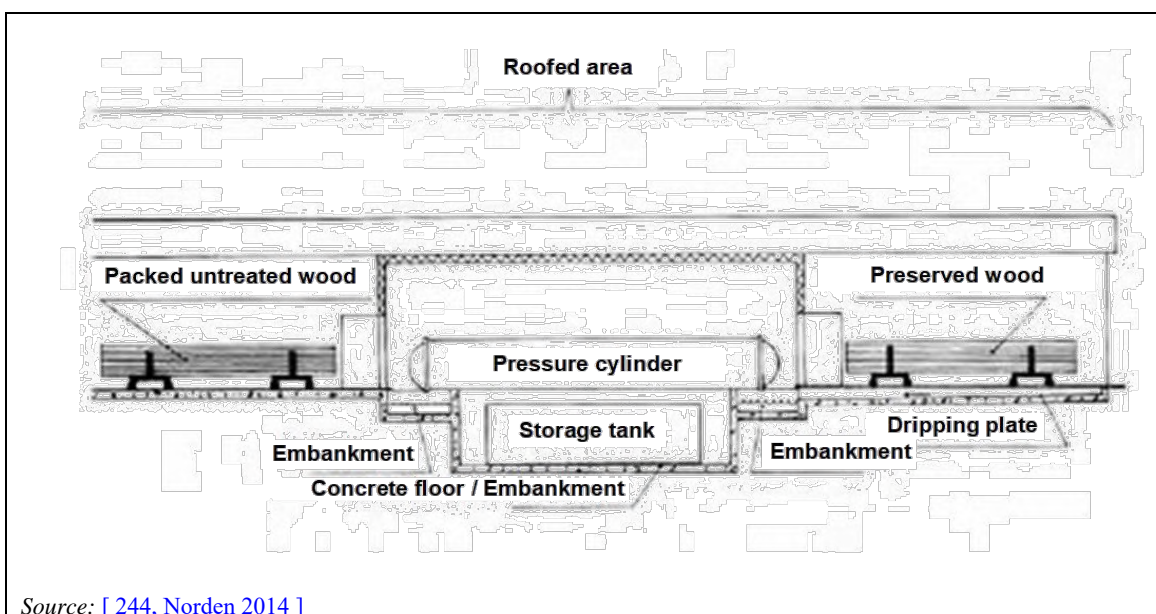 Roofed area
Packed untreated wood
Preserved wood
Pressure cylinder
Storage tank
Dripping plate
Embankment
Embankment
Concrete floor / Embankment
Source: [ 244, Norden 2014 ]